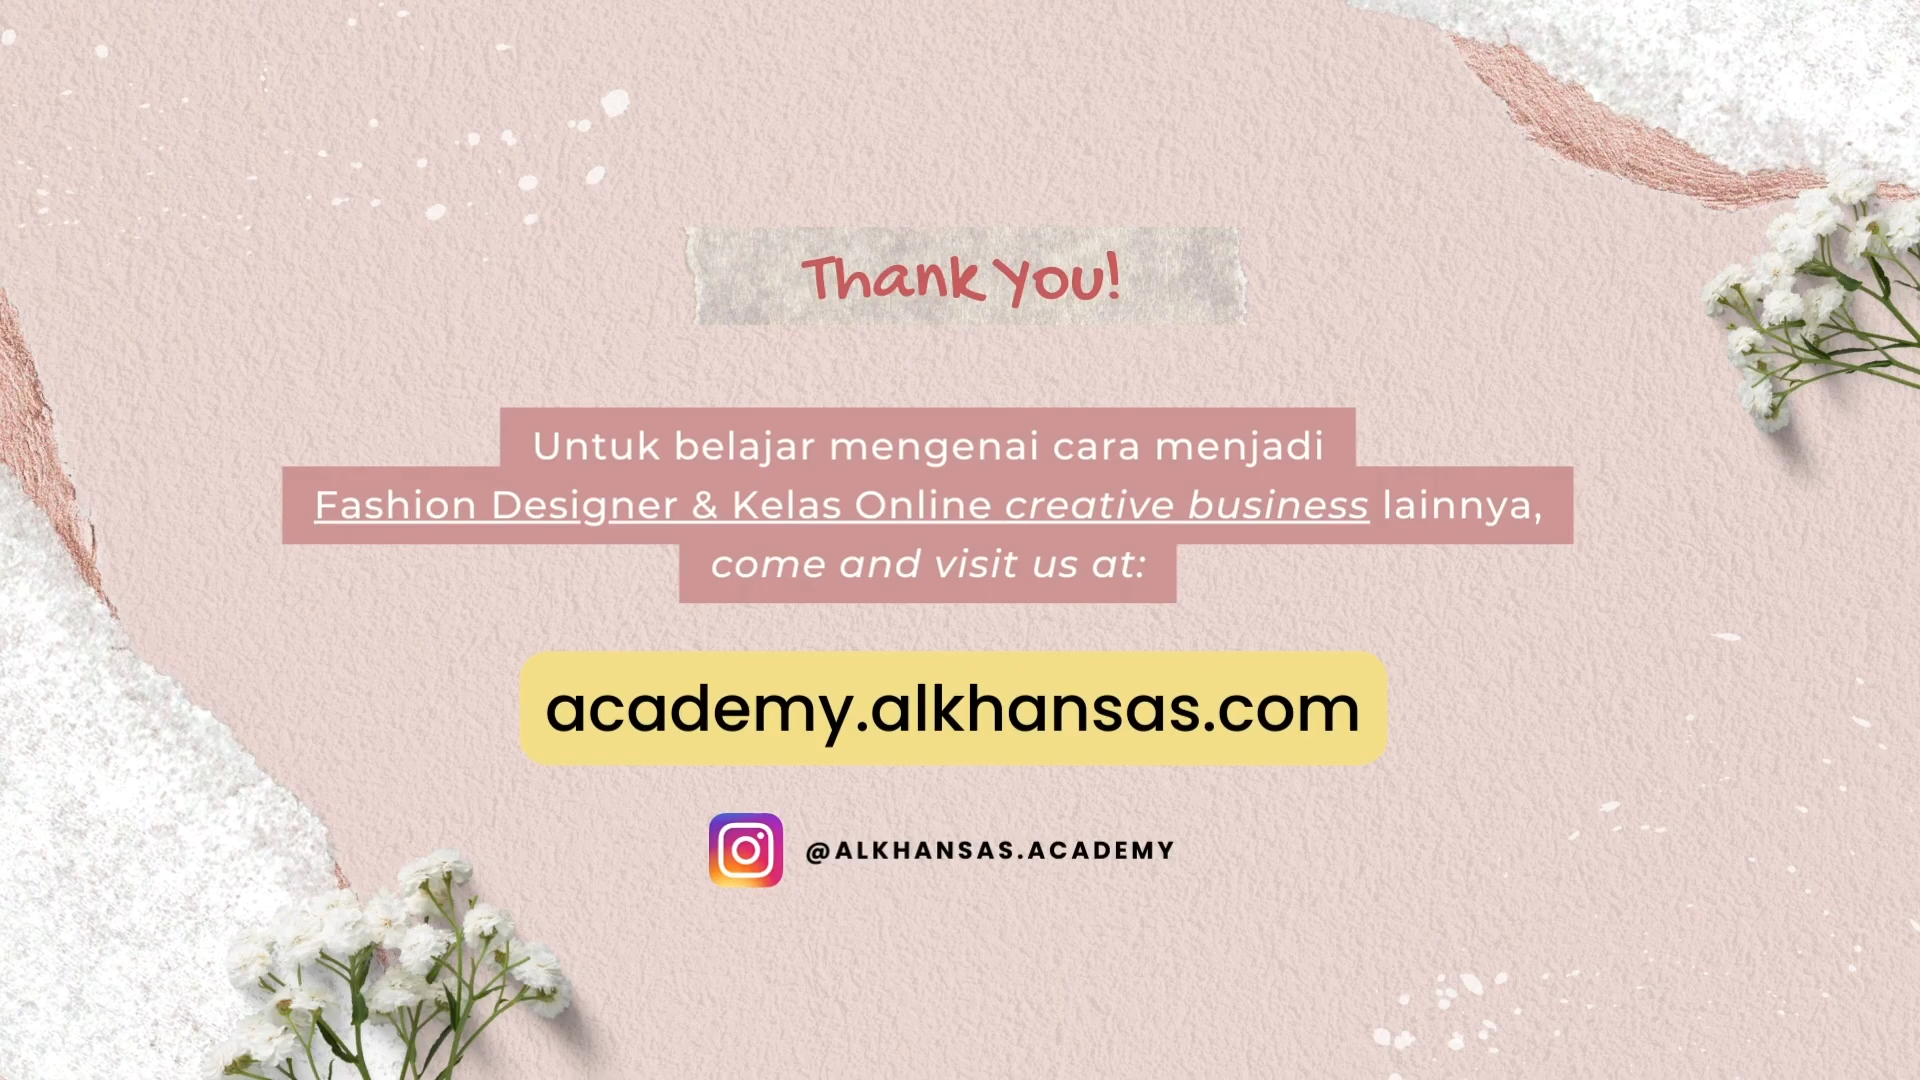 Thank You!
Untuk belajar mengenai cara menjadi
Fashion Designer & Kelas Online creative business lainnya,
come and visit us at:
academy.alkhansas.com
@ALKHANSAS.ACADEMY